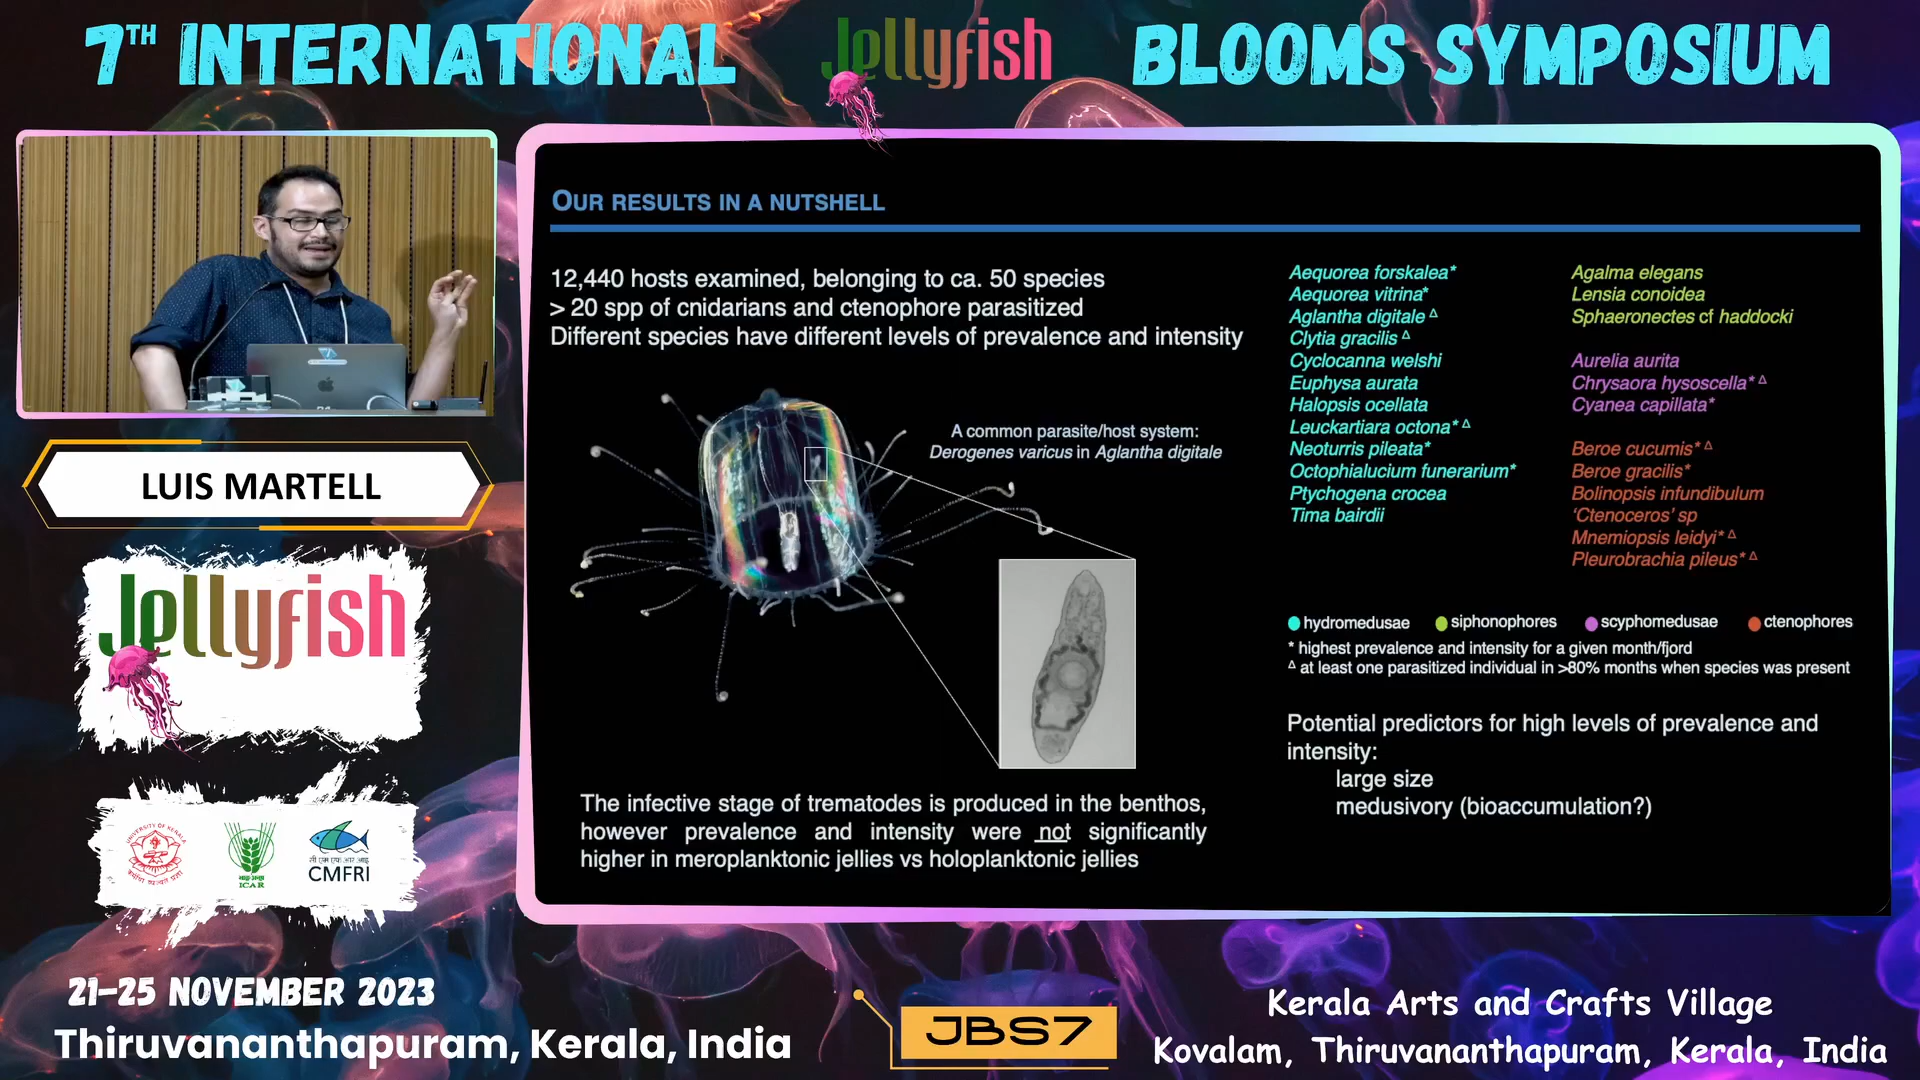 7TH INTERNATIONAL Jellyfish BLOOMS SYMPOSIUM
LUIS MARTELL
Jellyfish
UNIVERSITY OF KERALA
ICAR
CMFRI
OUR RESULTS IN A NUTSHELL
12,440 hosts examined, belonging to ca. 50 species
> 20 spp of cnidarians and ctenophore parasitized
Different species have different levels of prevalence and intensity
A common parasite/host system:
Derogenes varicus in Aglantha digitale
The infective stage of trematodes is produced in the benthos,
however prevalence and intensity were not significantly
higher in meroplanktonic jellies vs holoplanktonic jellies
Aequorea forskalea*
Aequorea vitrina*
Aglantha digitale Δ
Clytia gracilis Δ
Cyclocanna welshi
Euphysa aurata
Halopsis ocellata
Leuckartiara octona* Δ
Neoturris pileata*
Octophialucium funerarium*
Ptychogena crocea
Tima bairdii
Agalma elegans
Lensia conoidea
Sphaeronectes cf haddocki
Aurelia aurita
Chrysaora hysoscella* Δ
Cyanea capillata*
Beroe cucumis* Δ
Beroe gracilis*
Bolinopsis infundibulum
‘Ctenoceros’ sp
Mnemiopsis leidyi* Δ
Pleurobrachia pileus* Δ
hydromedusae siphonophores scyphomedusae ctenophores
* highest prevalence and intensity for a given month/fjord
Δ at least one parasitized individual in >80% months when species was present
Potential predictors for high levels of prevalence and
intensity:
large size
medusivory (bioaccumulation?)
21-25 NOVEMBER 2023
Thiruvananthapuram, Kerala, India
JBS7
Kerala Arts and Crafts Village
Kovalam, Thiruvananthapuram, Kerala, India